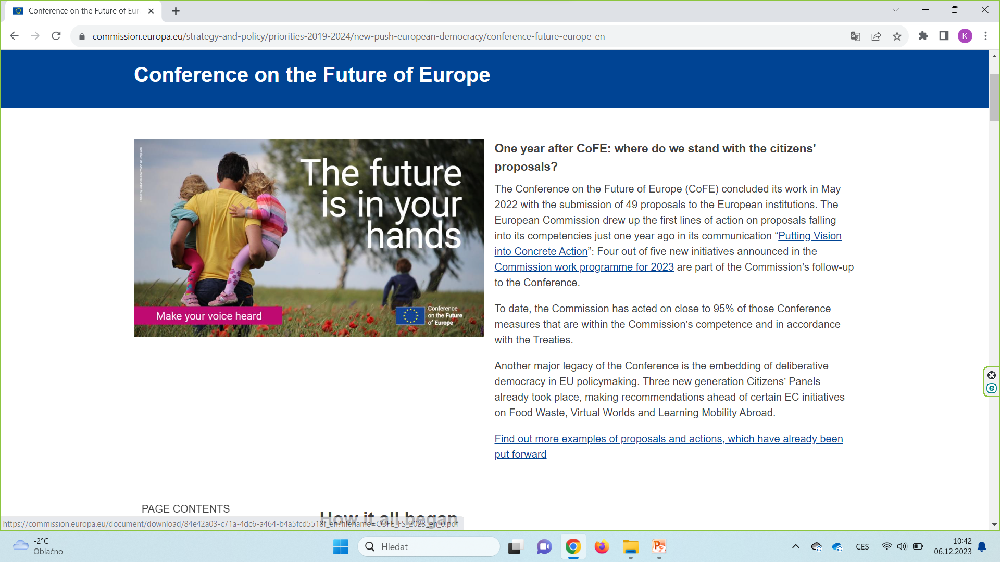 Conference on the Future of Eur
commission.europa.eu/strategy-and-policy/priorities-2019-2024/new-push-european-democracy/conference-future-europe_en
K
Conference on the Future of Europe
The future
is in your
hands
Make your voice heard
Conference
on the Future
of Europe
One year after CoFE: where do we stand with the citizens'
proposals?
The Conference on the Future of Europe (CoFE) concluded its work in May
2022 with the submission of 49 proposals to the European institutions. The
European Commission drew up the first lines of action on proposals falling
into its competencies just one year ago in its communication “Putting Vision
into Concrete Action”: Four out of five new initiatives announced in the
Commission work programme for 2023 are part of the Commission’s follow-up
to the Conference.
To date, the Commission has acted on close to 95% of those Conference
measures that are within the Commission’s competence and in accordance
with the Treaties.
Another major legacy of the Conference is the embedding of deliberative
democracy in EU policymaking. Three new generation Citizens’ Panels
already took place, making recommendations ahead of certain EC initiatives
on Food Waste, Virtual Worlds and Learning Mobility Abroad.
Find out more examples of proposals and actions, which have already been
put forward
PAGE CONTENTS
How it all began
https://commission.europa.eu/document/download/84e42a03-c71a-4dc6-a464-b4a5fcd5518f_en?filename=COFE_FS_2023_en_0.pdf
-2°C
Oblačno
Hledat
CES
10:42
06.12.2023